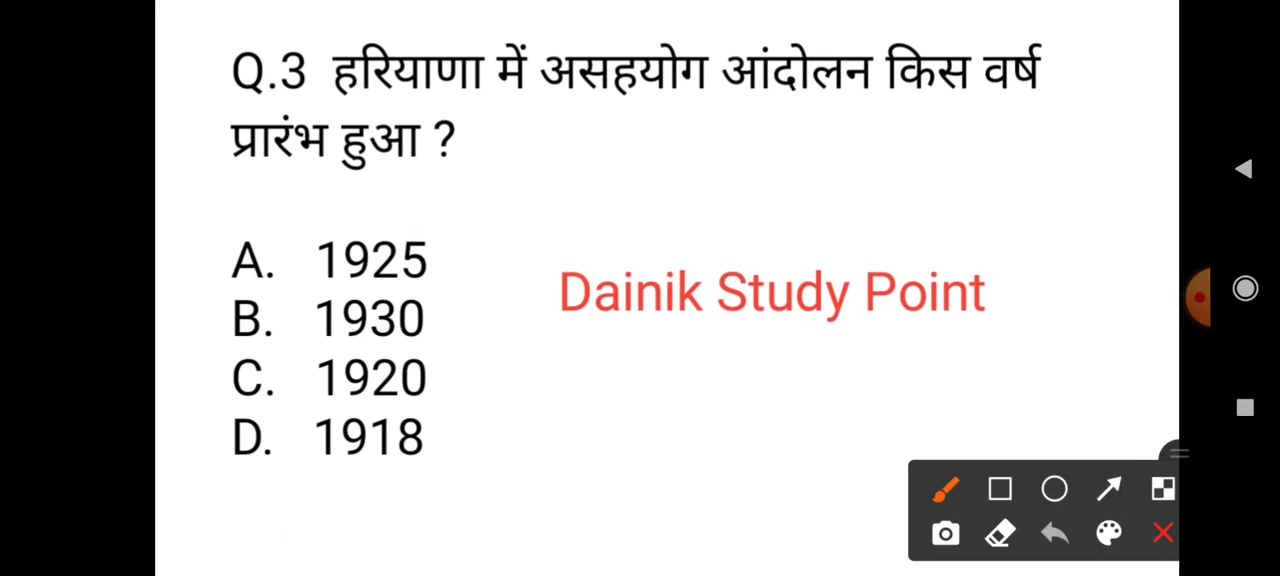 Q.3 हरियाणा में असहयोग आंदोलन किस वर्ष
प्रारंभ हुआ ?
A. 1925
B. 1930
C. 1920
D. 1918
Dainik Study Point